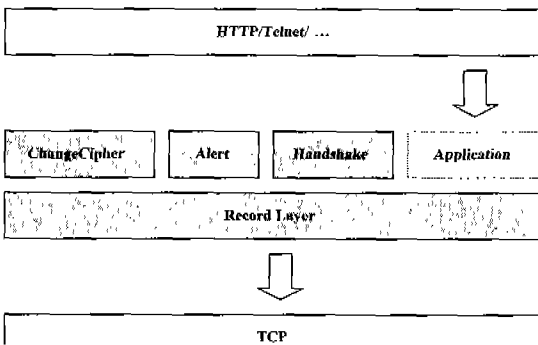 HTTP/Telnet/ ...
ChangeCipher Alert Handshake Application
Record Layer
TCP